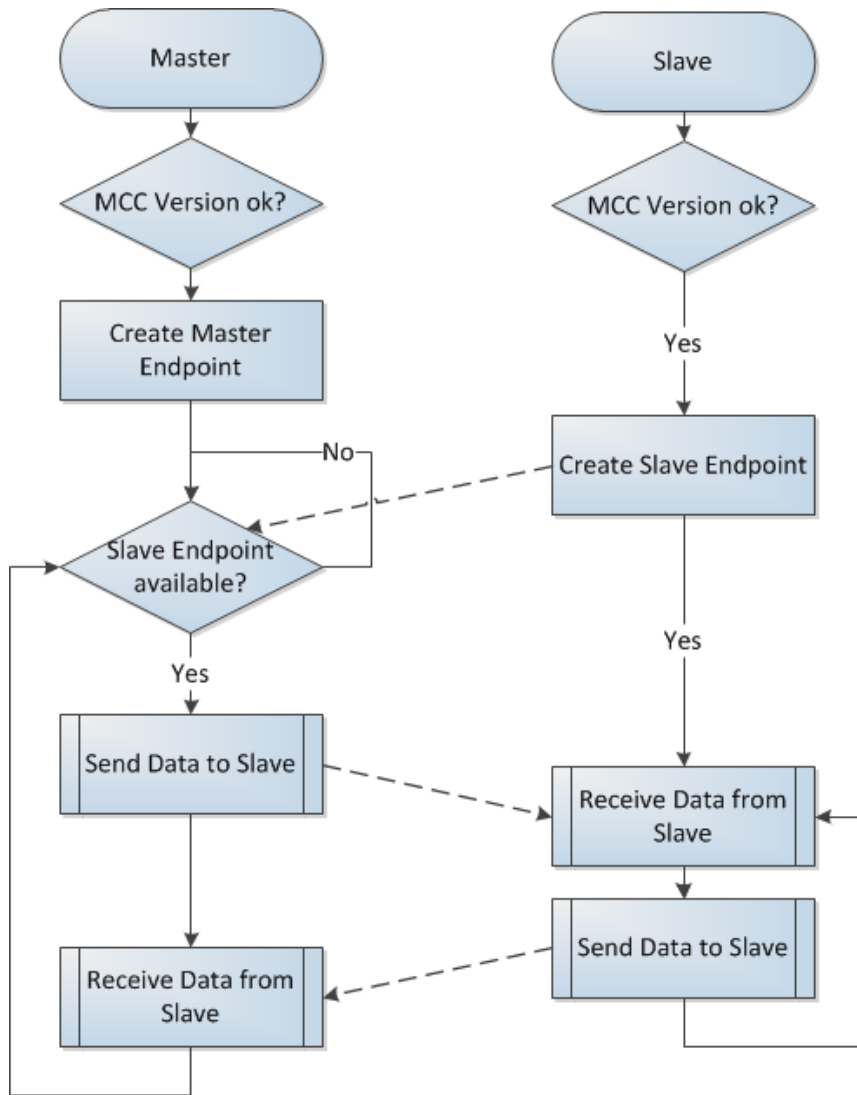 Master
MCC Version ok?
Create Master
Endpoint
No
Slave Endpoint
available?
Yes
Send Data to Slave
Receive Data from
Slave
Slave
MCC Version ok?
Yes
Create Slave Endpoint
Yes
Receive Data from
Slave
Send Data to Slave